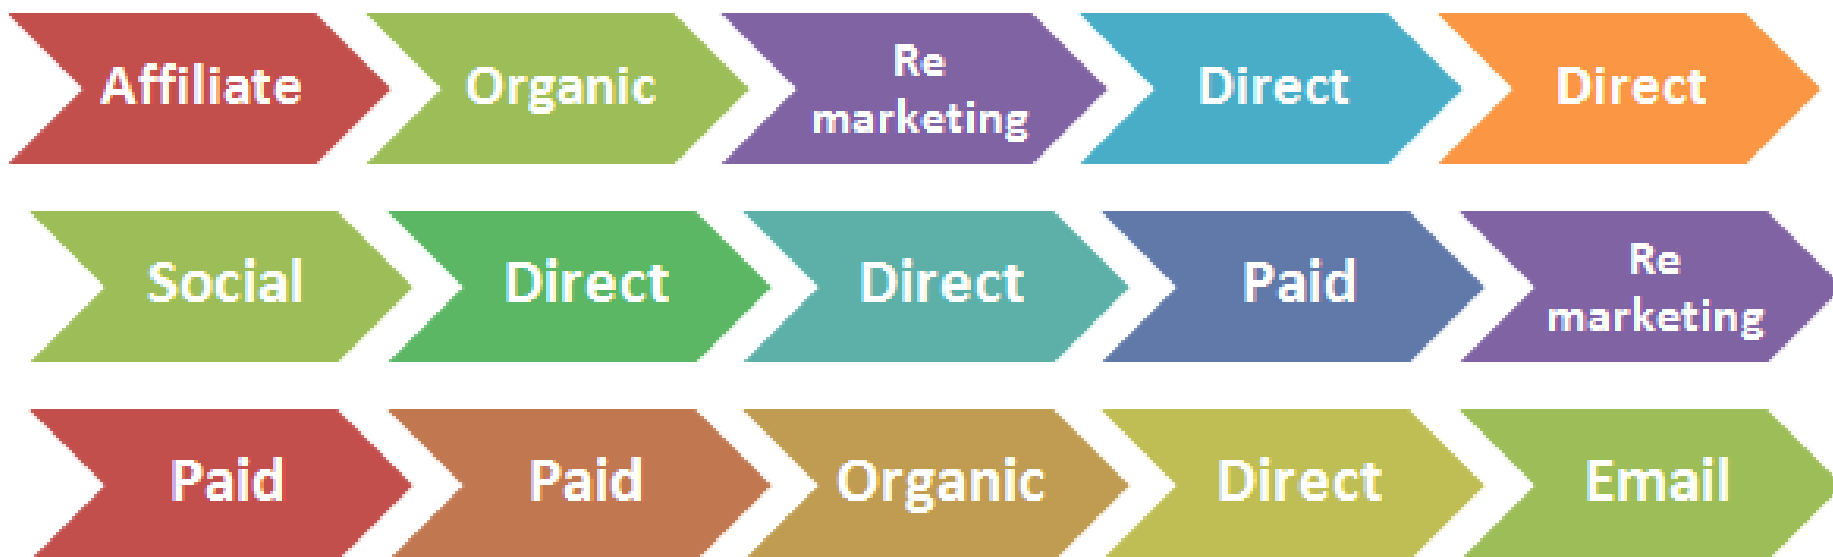 Affiliate Organic Re marketing Direct Direct
Social Direct Direct Paid Re marketing
Paid Paid Organic Direct Email